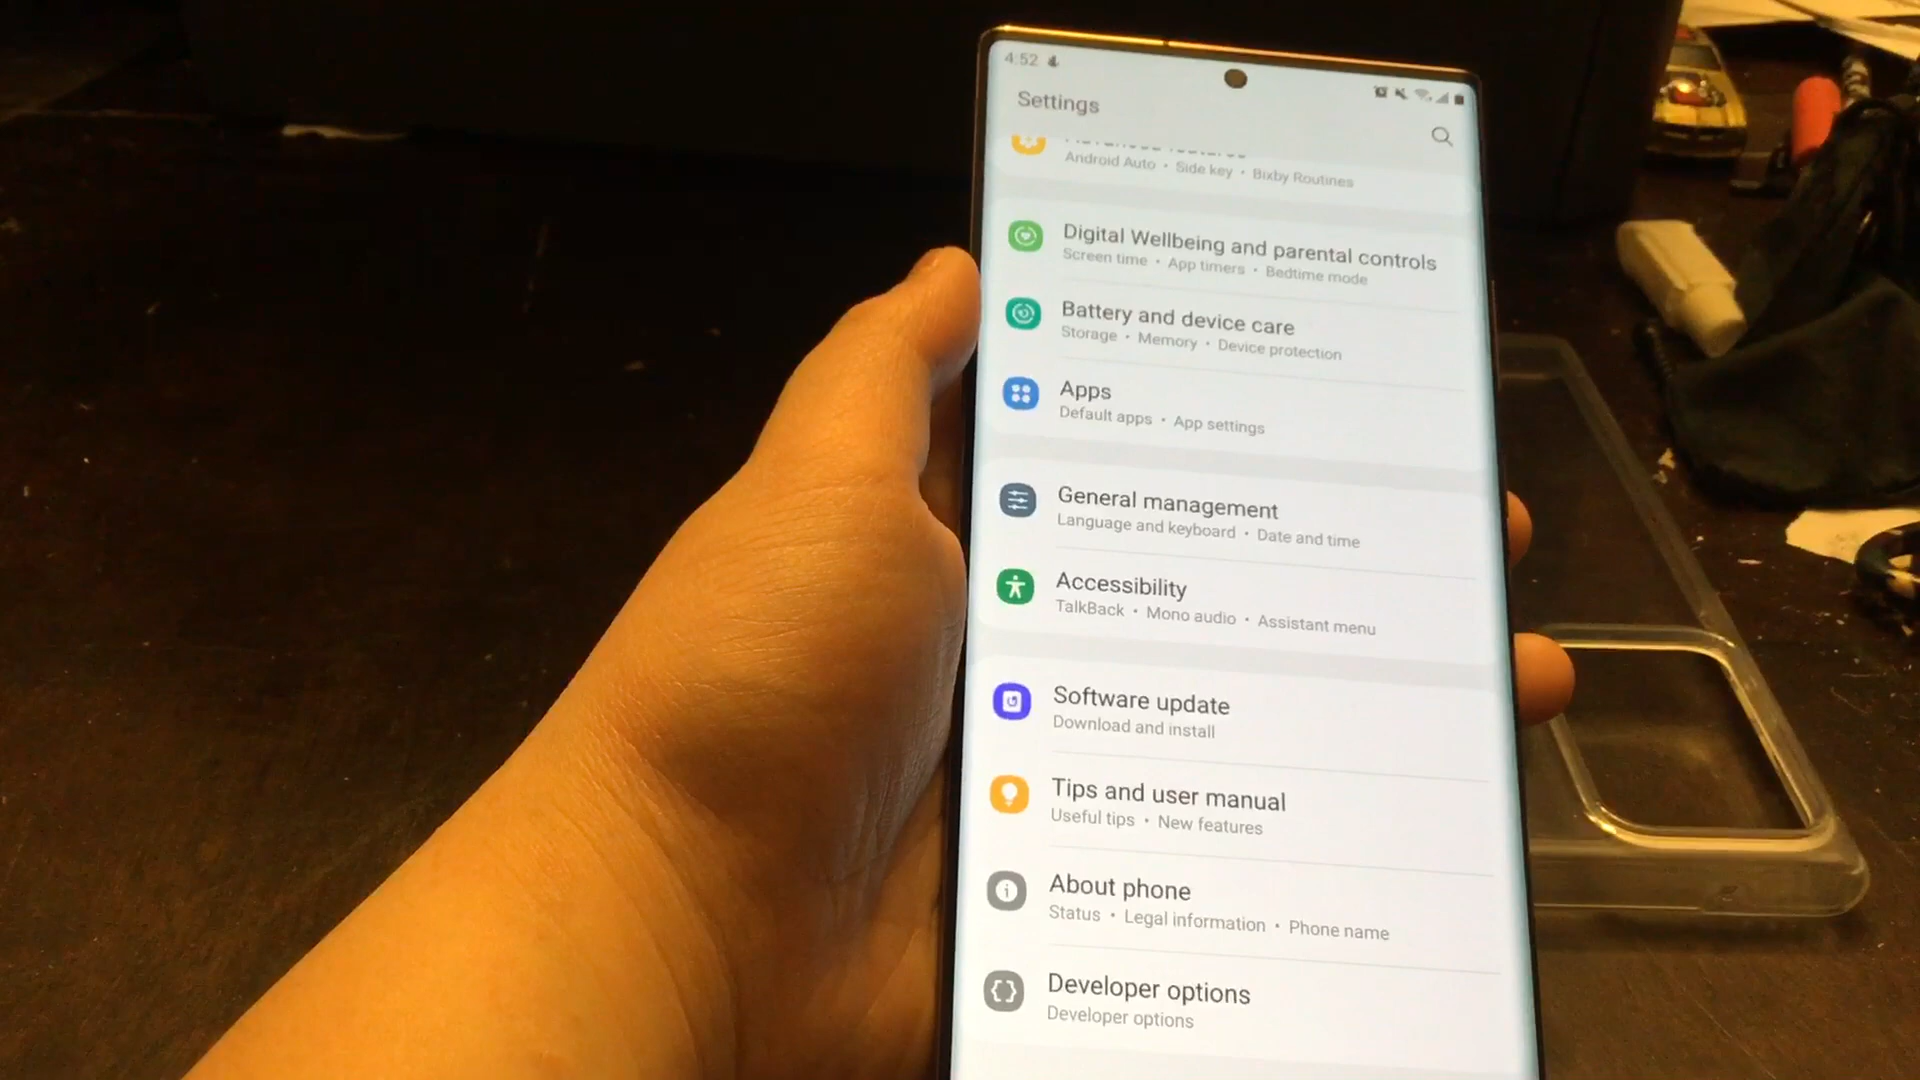 4:52
Settings
Android Auto • Side key • Bixby Routines
Digital Wellbeing and parental controls
Screen time • App timers • Bedtime mode
Battery and device care
Storage • Memory • Device protection
Apps
Default apps • App settings
General management
Language and keyboard • Date and time
Accessibility
TalkBack • Mono audio • Assistant menu
Software update
Download and install
Tips and user manual
Useful tips • New features
About phone
Status • Legal information • Phone name
Developer options
Developer options